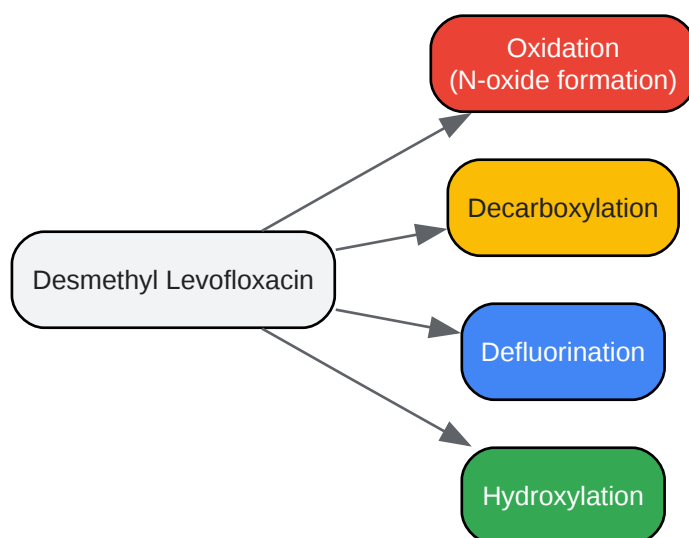 Oxidation
(N-oxide formation)
Decarboxylation
Desmethyl Levofloxacin
Defluorination
Hydroxylation